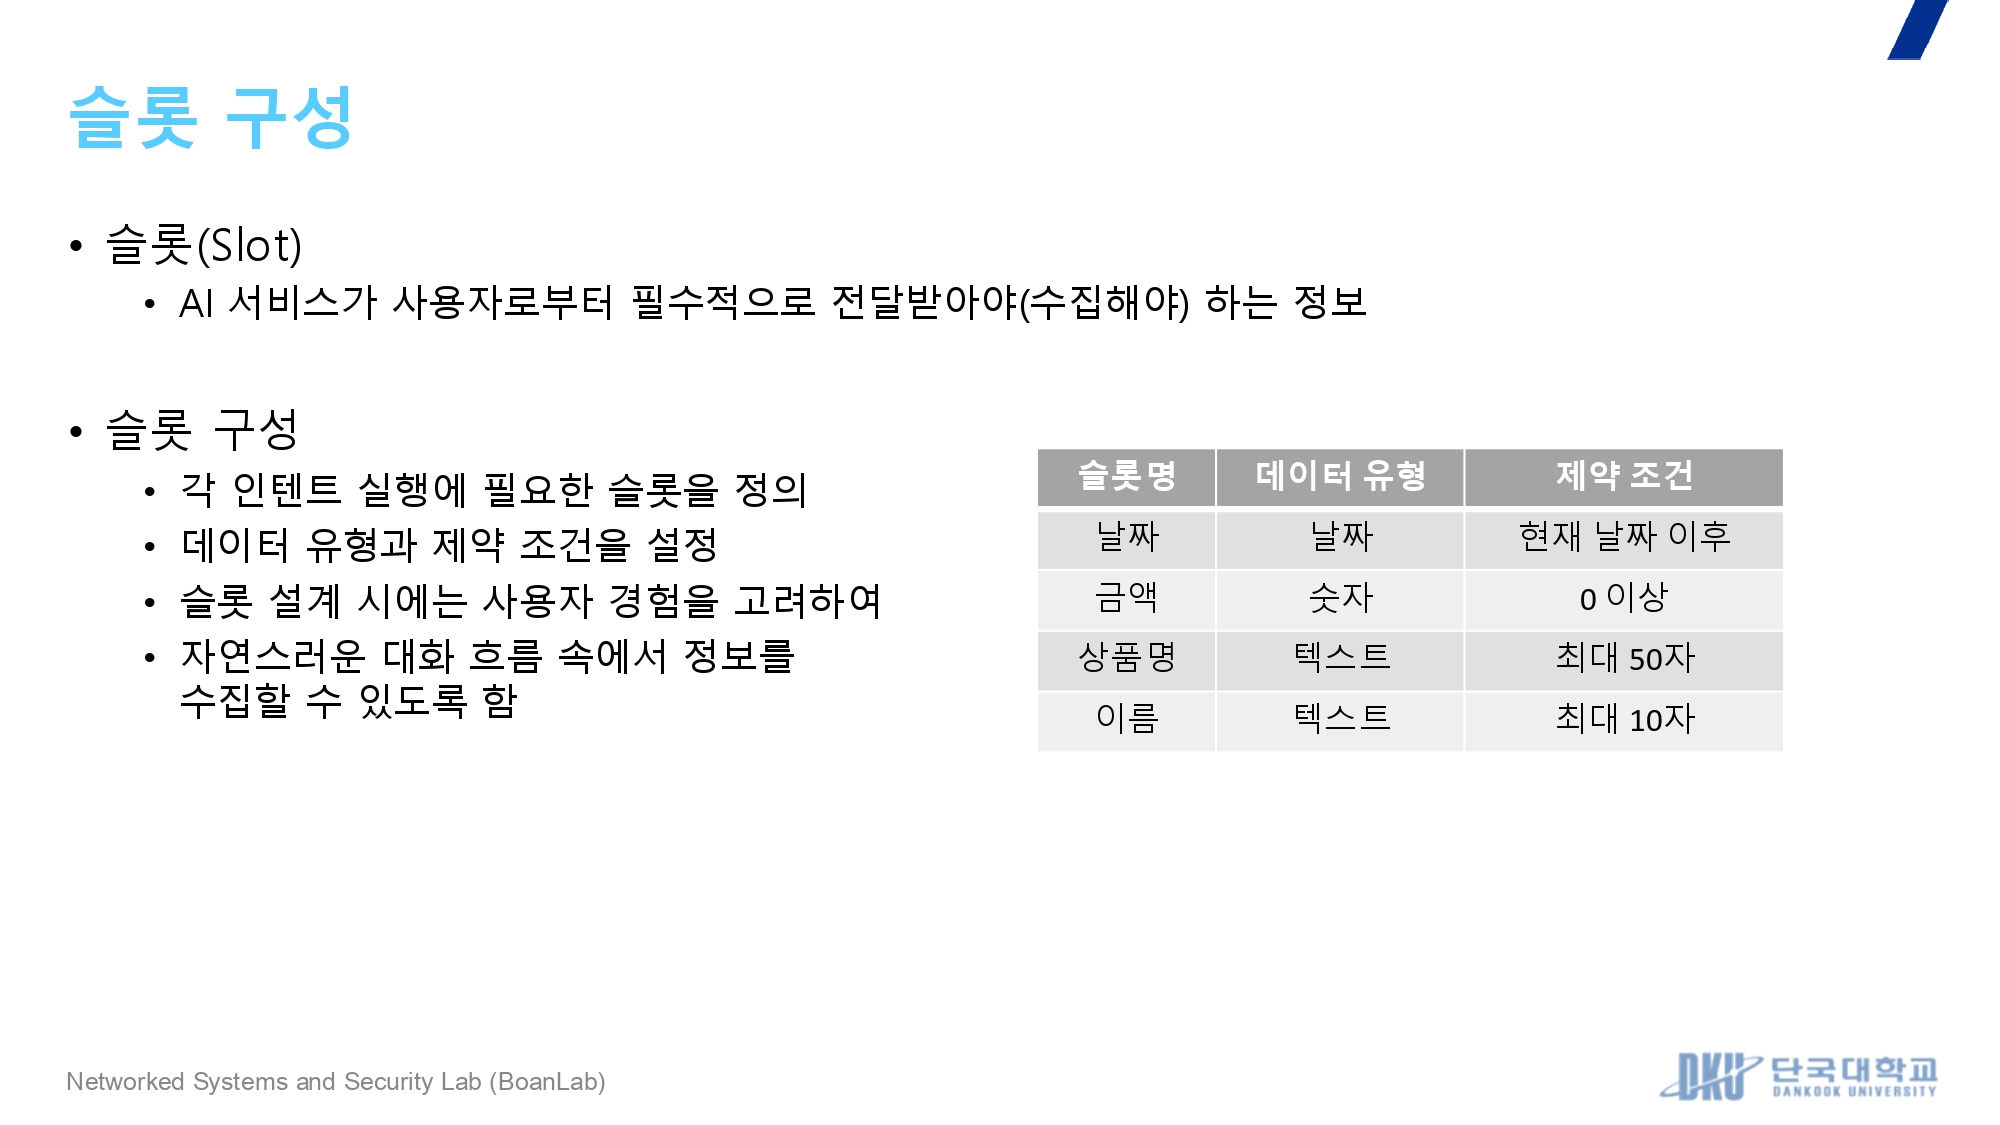 슬롯 구성
• 슬롯(Slot)
• AI 서비스가 사용자로부터 필수적으로 전달받아야(수집해야) 하는 정보
• 슬롯 구성
• 각 인텐트 실행에 필요한 슬롯을 정의
• 데이터 유형과 제약 조건을 설정
• 슬롯 설계 시에는 사용자 경험을 고려하여
• 자연스러운 대화 흐름 속에서 정보를
수집할 수 있도록 함
슬롯명 데이터 유형 제약 조건
날짜 날짜 현재 날짜 이후
금액 숫자 0 이상
상품명 텍스트 최대 50자
이름 텍스트 최대 10자
Networked Systems and Security Lab (BoanLab)
DKU 단국대학교
DANKOOK UNIVERSITY